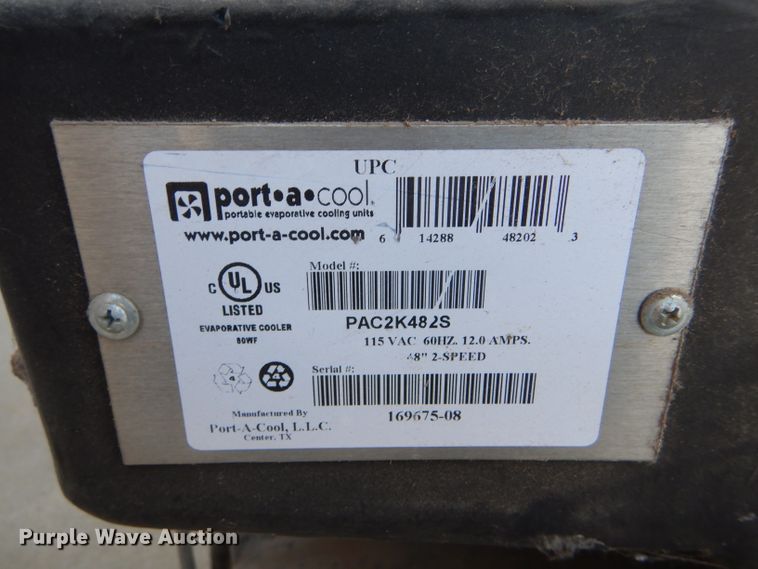 UPC
port•a•cool.
portable evaporative cooling units
www.port-a-cool.com
6 14288 48202 3
Model #:
C UL US
LISTED
EVAPORATIVE COOLER
80WF
PAC2K482S
115 VAC 60HZ. 12.0 AMPS.
48" 2-SPEED
Serial #:
169675-08
Manufactured By
Port-A-Cool, L.L.C.
Center, TX
Purple Wave Auction